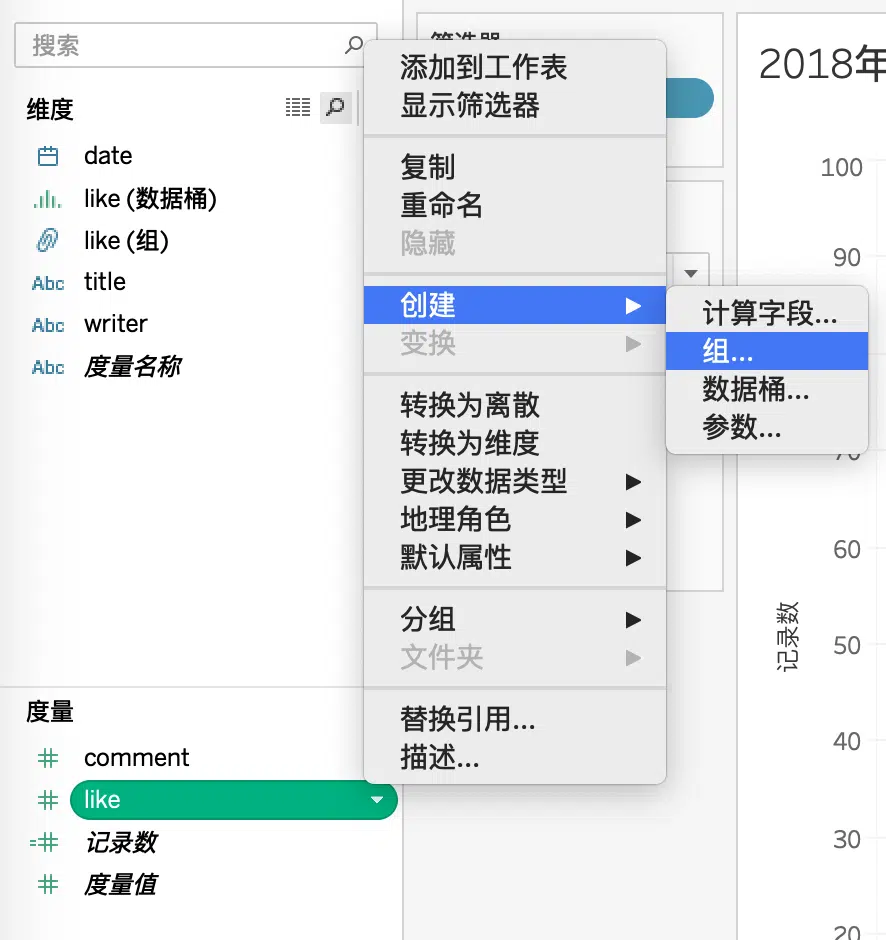 搜索
维度
date
like (数据桶)
like (组)
Abc title
Abc writer
Abc 度量名称
度量
comment
like
记录数
度量值
添加到工作表
显示筛选器
复制
重命名
隐藏
创建
变换
转换为离散
转换为维度
更改数据类型
地理角色
默认属性
分组
文件夹
替换引用...
描述...
计算字段...
组...
数据桶...
参数...
2018年
100
90
60
50
40
30
20
记录数